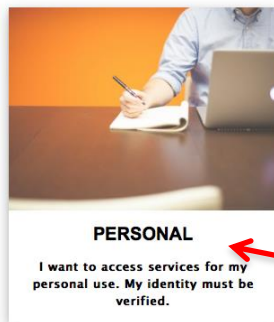 PERSONAL
I want to access services for my
personal use. My identity must be
verified.